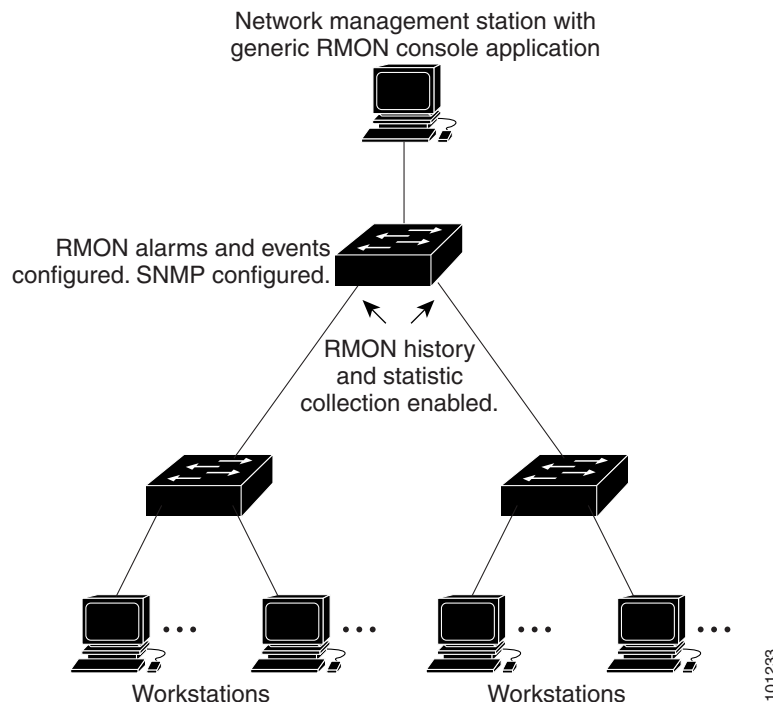 Network management station with
generic RMON console application
RMON alarms and events
configured. SNMP configured.
RMON history
and statistic
collection enabled.
Workstations
Workstations
101233